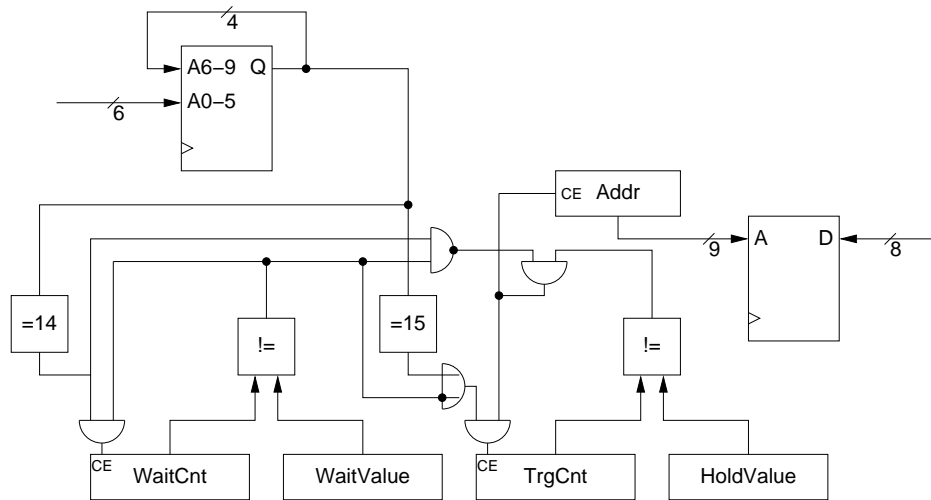 4
A6−9 Q
A0−5
6
CE Addr
A D
9
8
=14
!=
=15
!=
CE
WaitCnt
WaitValue
CE
TrgCnt
HoldValue